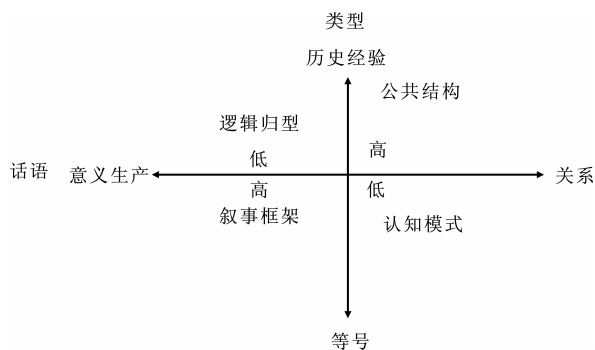 类型
历史经验
公共结构
逻辑归型
低
高
话语
意义生产
关系
高
低
叙事框架
认知模式
等号